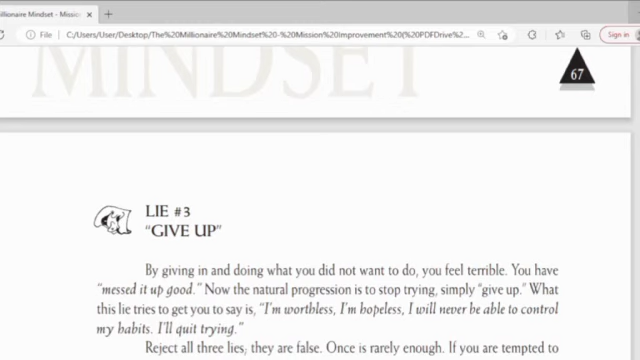 illionaire Mindset - Mission
File
C:/Users/User/Desktop/The%20Millionaire%20Mindset%20-%20Mission%20Improvement%20(%20PDFDrive%2...
Sign in
MINDSET
67
LIE #3
“GIVE UP”
By giving in and doing what you did not want to do, you feel terrible. You have
“messed it up good.” Now the natural progression is to stop trying, simply “give up.” What
this lie tries to get you to say is, “I’m worthless, I’m hopeless, I will never be able to control
my habits. I’ll quit trying.”
Reject all three lies; they are false. Once is rarely enough. If you are tempted to